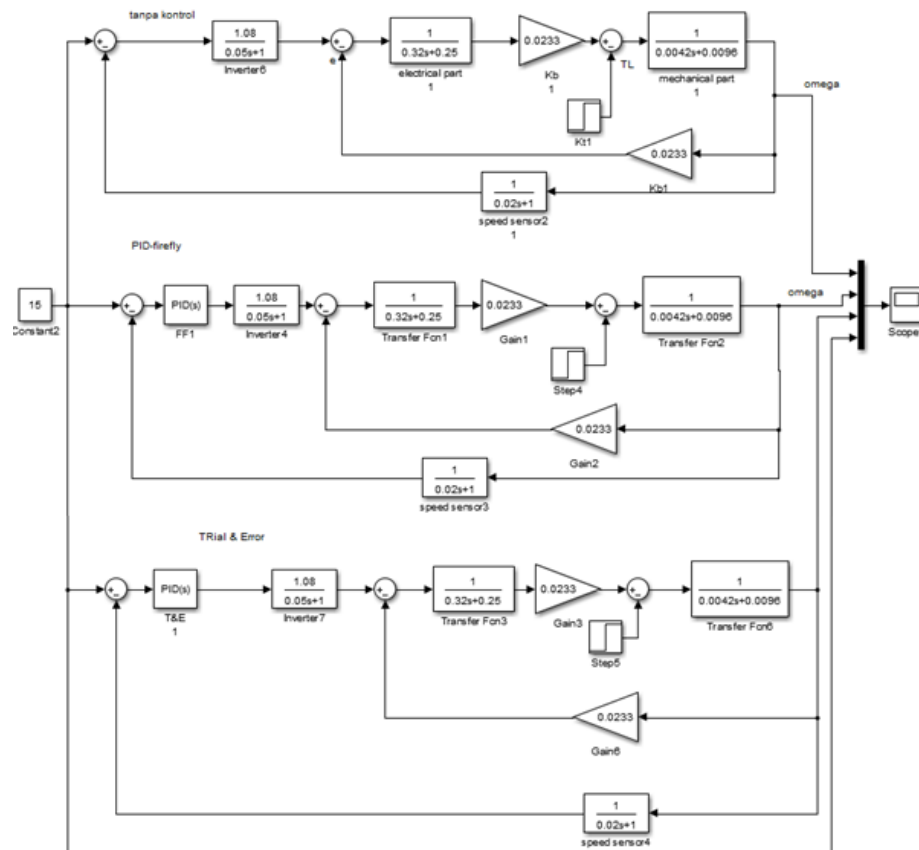 tanpa kontrol
1.08
0.05s+1
Inverter6
e
1
0.32s+0.25
electrical part
1
0.0233
Kb
1
TL
1
0.0042s+0.0096
mechanical part
1
omega
Kt1
0.0233
Kb1
1
0.02s+1
speed sensor2
1
PID-firefly
15
Constant2
PID(s)
FF1
1.08
0.05s+1
Inverter4
1
0.32s+0.25
Transfer Fcn1
0.0233
Gain1
Step4
1
0.0042s+0.0096
Transfer Fcn2
omega
Scope
0.0233
Gain2
1
0.02s+1
speed sensor3
TRial & Error
PID(s)
T&E
1
1.08
0.05s+1
Inverter7
1
0.32s+0.25
Transfer Fcn3
0.0233
Gain3
Step5
1
0.0042s+0.0096
Transfer Fcn6
0.0233
Gain6
1
0.02s+1
speed sensor4